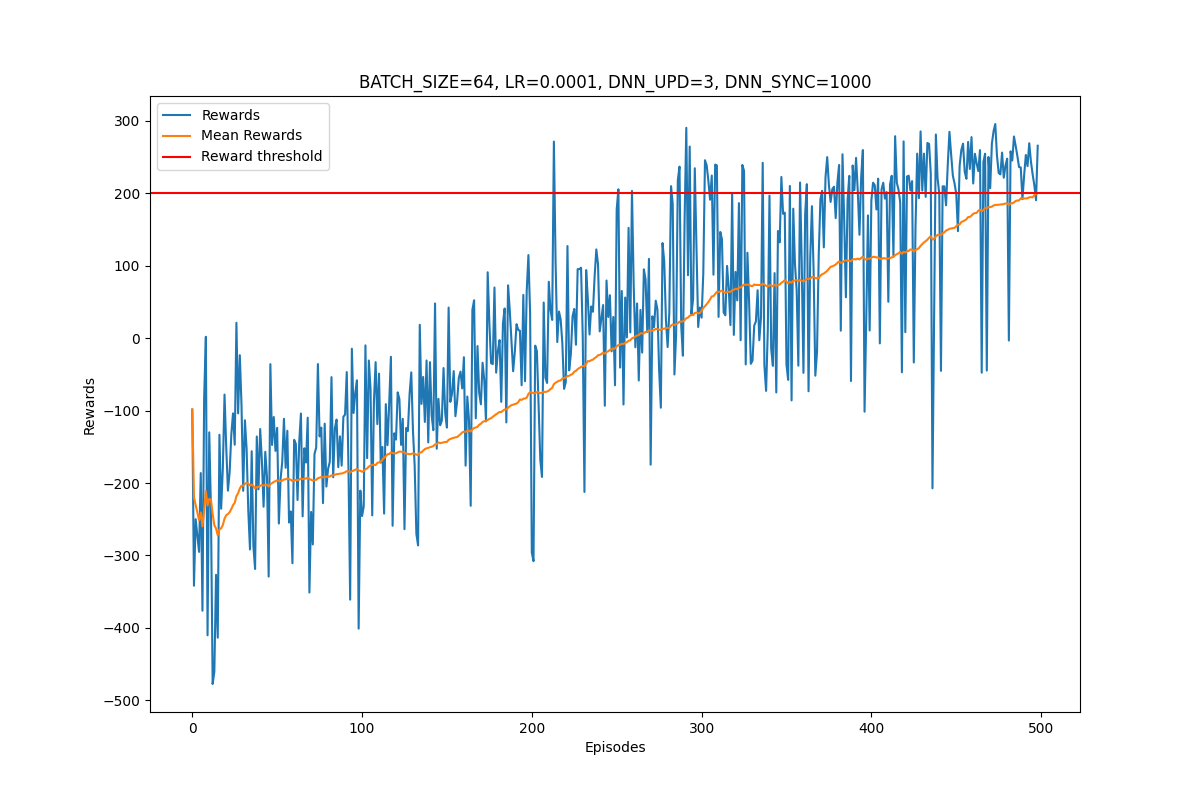 BATCH_SIZE=64, LR=0.0001, DNN_UPD=3, DNN_SYNC=1000
Rewards
Mean Rewards
Reward threshold
300
200
100
0
−100
−200
−300
−400
−500
Rewards
0 100 200 300 400 500
Episodes